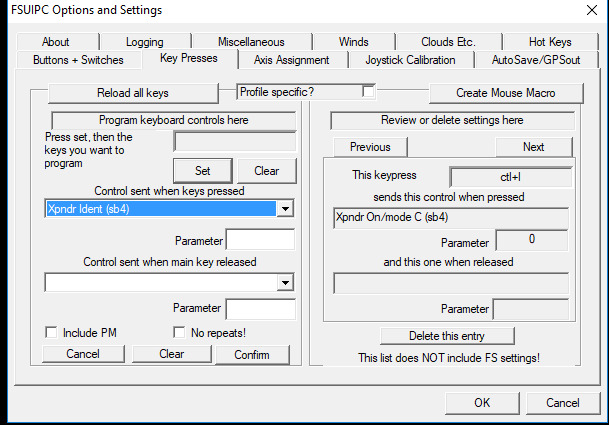 FSUIPC Options and Settings
About Logging Miscellaneous Winds Clouds Etc. Hot Keys
Buttons + Switches Key Presses Axis Assignment Joystick Calibration AutoSave/GPSout
Reload all keys Profile specific? Create Mouse Macro
Program keyboard controls here
Press set, then the
keys you want to
program
Set Clear
Control sent when keys pressed
Xpndr Ident (sb4)
Parameter
Control sent when main key released
Parameter
Include PM No repeats!
Cancel Clear Confirm
Review or delete settings here
Previous Next
This keypress ctl+I
sends this control when pressed
Xpndr On/mode C (sb4)
Parameter 0
and this one when released
Parameter
Delete this entry
This list does NOT include FS settings!
OK Cancel